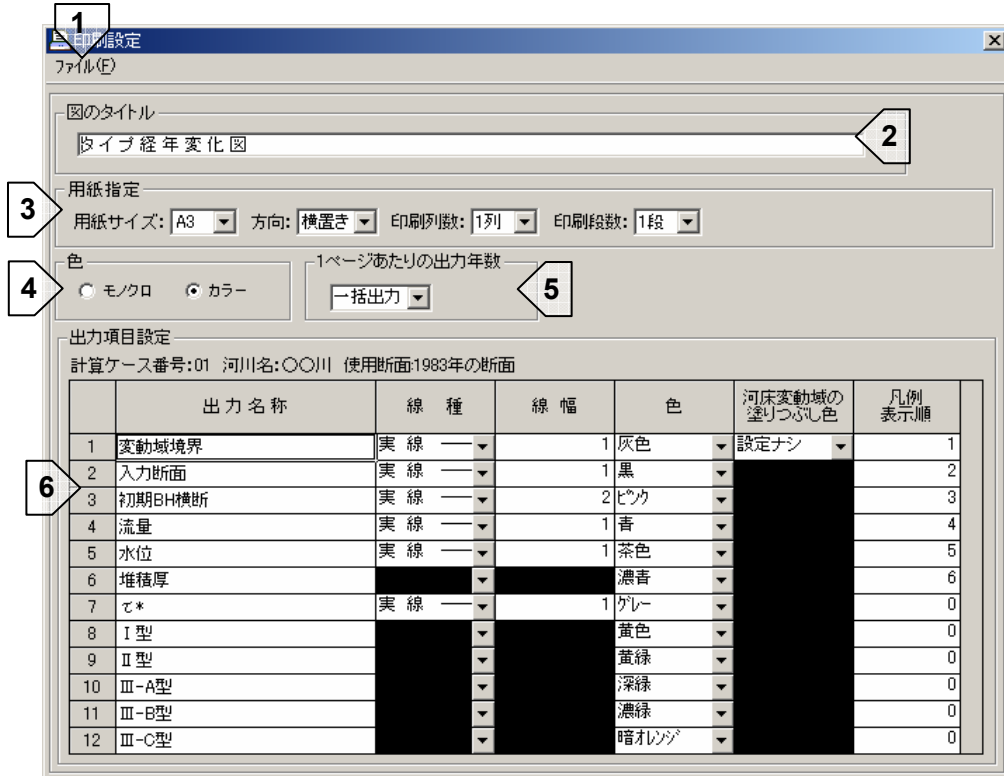 1
印刷設定
ファイル(F)
図のタイトル
タイプ経年変化図
2
用紙指定
3
用紙サイズ: A3 方向: 横置き 印刷列数: 1列 印刷段数: 1段
色
1ページあたりの出力年数
4
モノクロ カラー
一括出力
5
出力項目設定
計算ケース番号:01 河川名:○○川 使用断面:1983年の断面
出力名称 線種 線幅 色 河床変動域の塗りつぶし色 凡例表示順
1 変動域境界 実線 1 灰色 設定ナシ 1
2 入力断面 実線 1 黒 2
6
3 初期BH横断 実線 2 ピンク 3
4 流量 実線 1 青 4
5 水位 実線 1 茶色 5
6 堆積厚 濃青 6
7 τ* 実線 1 グレー 0
8 Ⅰ型 黄色 0
9 Ⅱ型 黄緑 0
10 Ⅲ-A型 深緑 0
11 Ⅲ-B型 濃緑 0
12 Ⅲ-C型 暗オレンジ 0